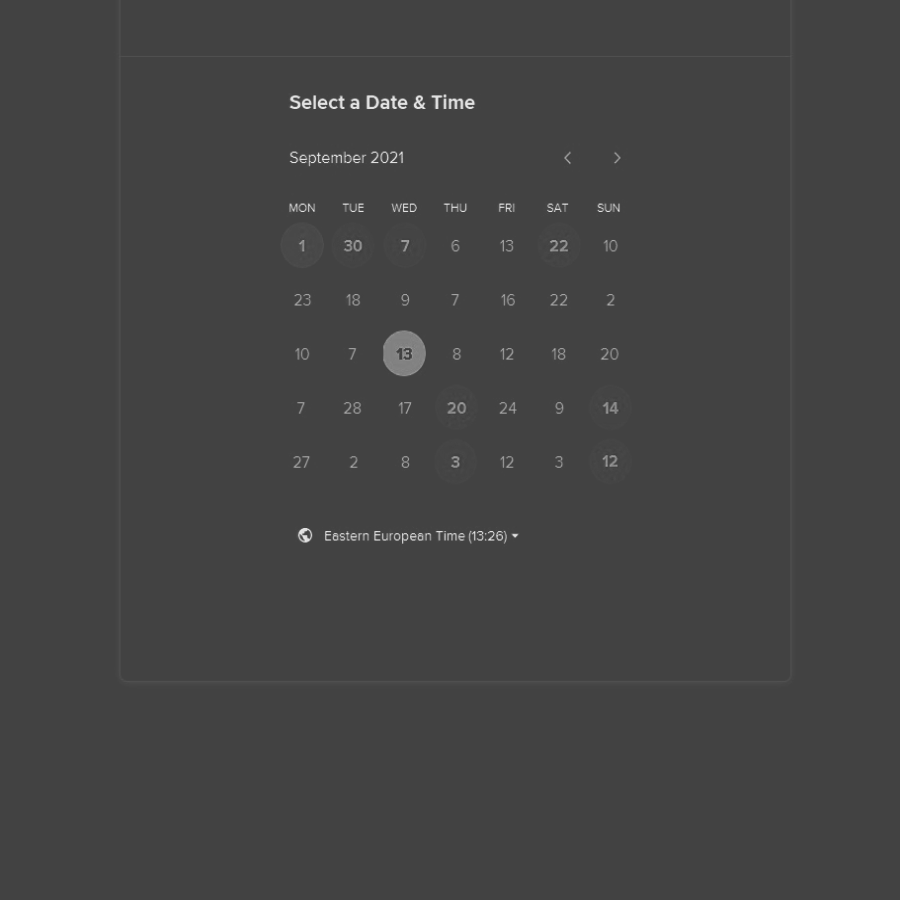 Select a Date & Time
September 2021
MON TUE WED THU FRI SAT SUN
1 30 7 6 13 22 10
23 18 9 7 16 22 2
10 7 13 8 12 18 20
7 28 17 20 24 9 14
27 2 8 3 12 3 12
Eastern European Time (13:26)